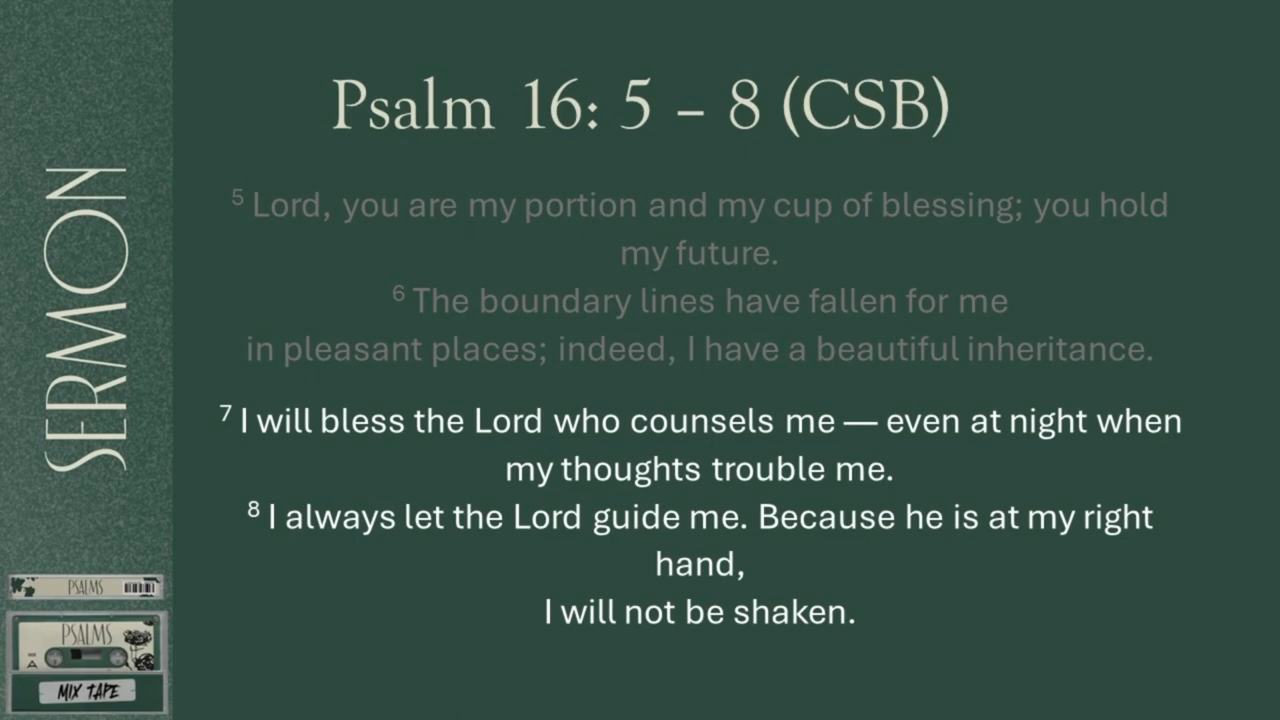 SERMON
Psalm 16: 5 – 8 (CSB)
5 Lord, you are my portion and my cup of blessing; you hold
my future.
6 The boundary lines have fallen for me
in pleasant places; indeed, I have a beautiful inheritance.
7 I will bless the Lord who counsels me — even at night when
my thoughts trouble me.
8 I always let the Lord guide me. Because he is at my right
hand,
I will not be shaken.
PSALMS
PSALMS
A
MIX TAPE